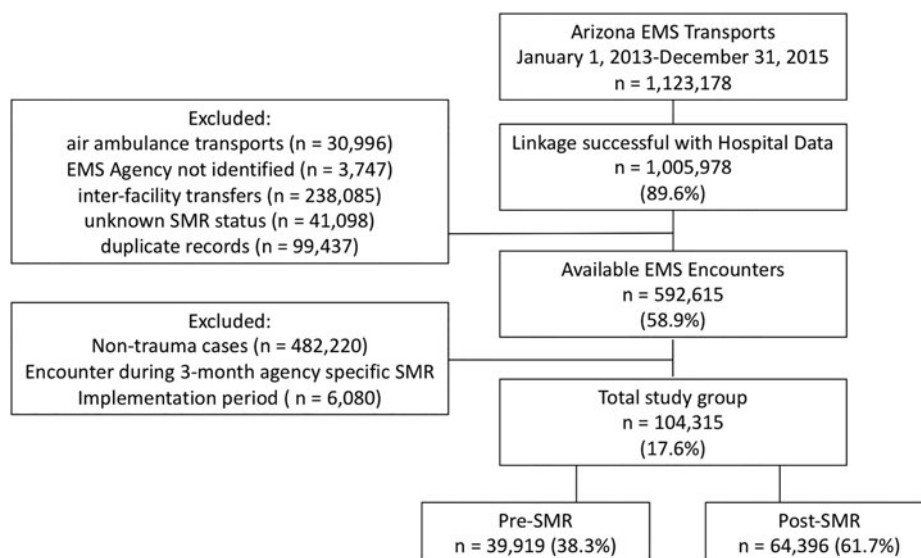 Arizona EMS Transports
January 1, 2013-December 31, 2015
n = 1,123,178
Excluded:
air ambulance transports (n = 30,996)
EMS Agency not identified (n = 3,747)
inter-facility transfers (n = 238,085)
unknown SMR status (n = 41,098)
duplicate records (n = 99,437)
Linkage successful with Hospital Data
n = 1,005,978
(89.6%)
Available EMS Encounters
n = 592,615
(58.9%)
Excluded:
Non-trauma cases (n = 482,220)
Encounter during 3-month agency specific SMR
Implementation period ( n = 6,080)
Total study group
n = 104,315
(17.6%)
Pre-SMR
n = 39,919 (38.3%)
Post-SMR
n = 64,396 (61.7%)